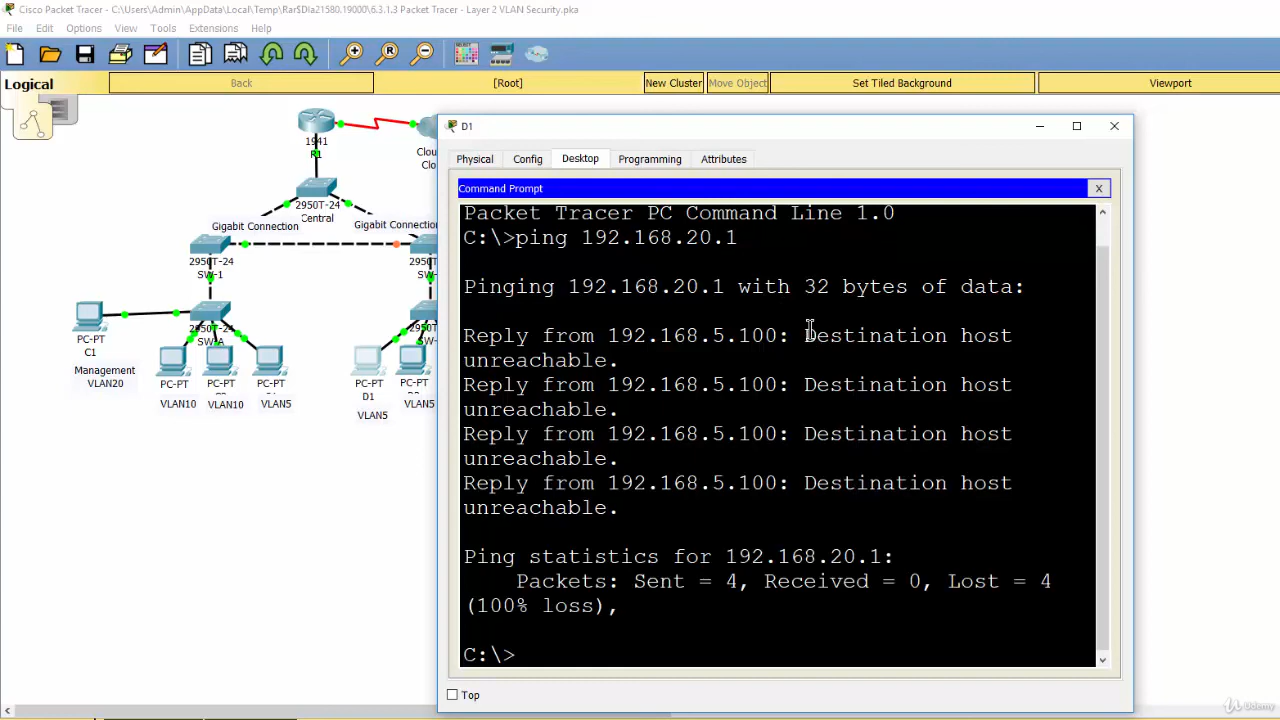 Cisco Packet Tracer - C:\Users\Admin\AppData\Local\Temp\Rar$DIa21580.19000\6.3.1.3 Packet Tracer - Layer 2 VLAN Security.pka
File Edit Options View Tools Extensions Help
Logical Back [Root] New Cluster Move Object Set Tiled Background Viewport
1941
R1
Clou
Clo
2950T-24
Central
Gigabit Connection
Gigabit Connection
2950T-24
SW-1
2950T
SW-
2950T-24
SW-A
2950T
SW-
PC-PT
C1
Management
VLAN20
PC-PT
VLAN10
PC-PT
VLAN10
PC-PT
VLAN5
PC-PT
D1
VLAN5
PC-PT
VLAN5
D1
Physical Config Desktop Programming Attributes
Command Prompt X
Packet Tracer PC Command Line 1.0
C:\>ping 192.168.20.1
Pinging 192.168.20.1 with 32 bytes of data:
Reply from 192.168.5.100: Destination host
unreachable.
Reply from 192.168.5.100: Destination host
unreachable.
Reply from 192.168.5.100: Destination host
unreachable.
Reply from 192.168.5.100: Destination host
unreachable.
Ping statistics for 192.168.20.1:
Packets: Sent = 4, Received = 0, Lost = 4
(100% loss),
C:\>
Top
Udemy